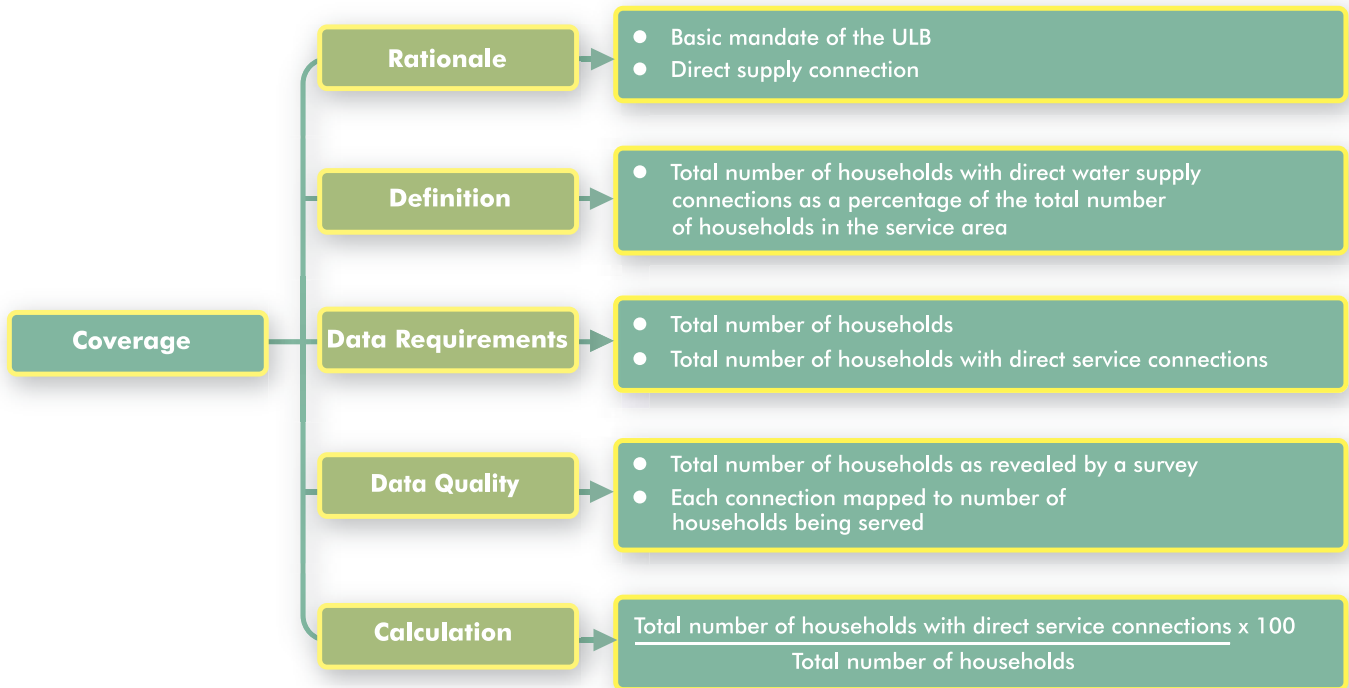 Coverage
Rationale
● Basic mandate of the ULB
● Direct supply connection
Definition
● Total number of households with direct water supply
connections as a percentage of the total number
of households in the service area
Data Requirements
● Total number of households
● Total number of households with direct service connections
Data Quality
● Total number of households as revealed by a survey
● Each connection mapped to number of
households being served
Calculation
Total number of households with direct service connections x 100
Total number of households